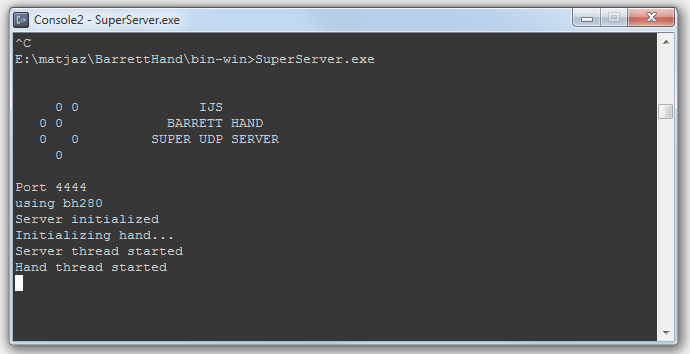 Console2 - SuperServer.exe
^C
E:\matjaz\BarrettHand\bin-win>SuperServer.exe
0 0 IJS
0 0 BARRETT HAND
0 0 SUPER UDP SERVER
0
Port 4444
using bh280
Server initialized
Initializing hand...
Server thread started
Hand thread started